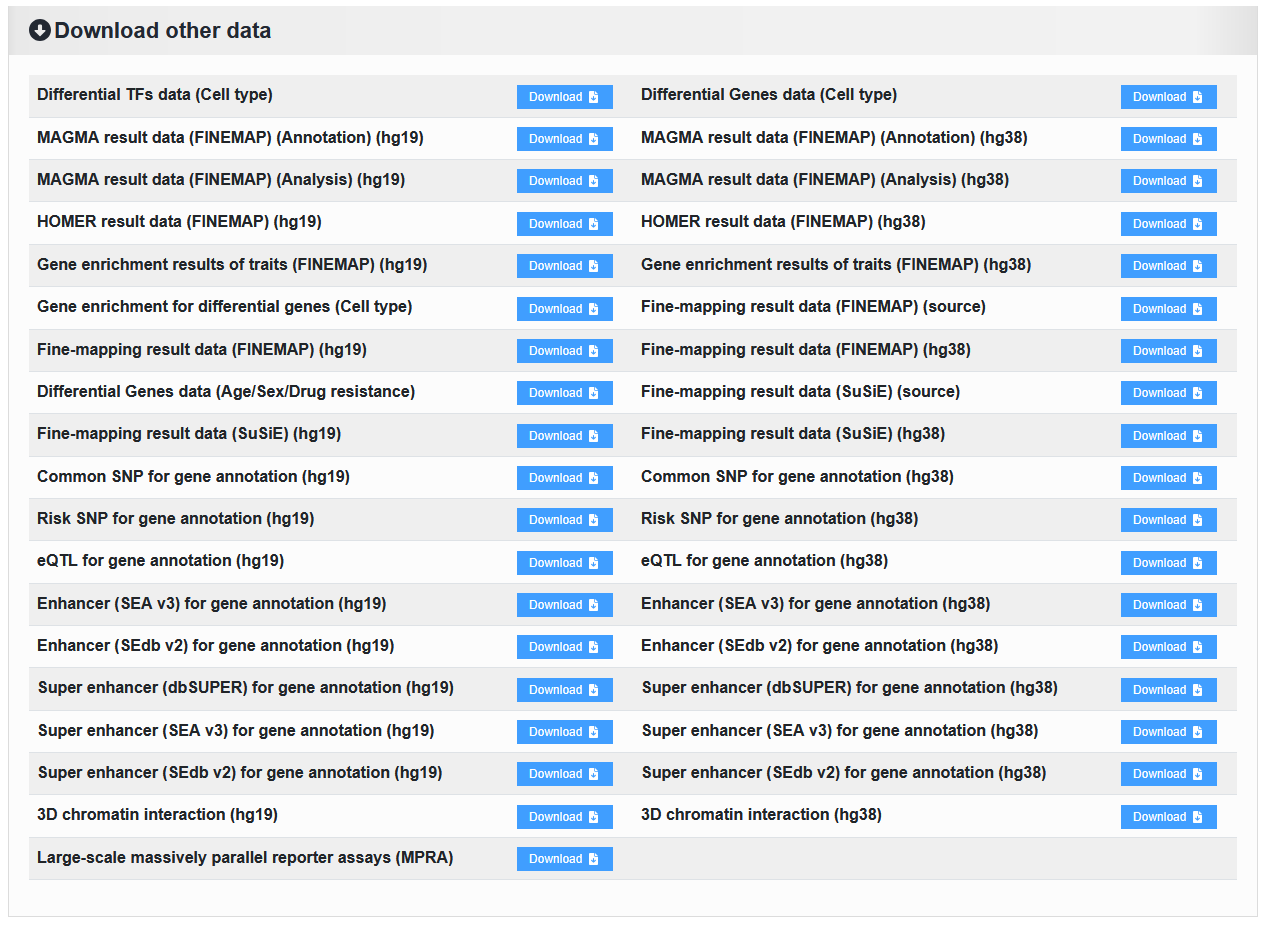 Download other data
Differential TFs data (Cell type) Download Differential Genes data (Cell type) Download
MAGMA result data (FINEMAP) (Annotation) (hg19) Download MAGMA result data (FINEMAP) (Annotation) (hg38) Download
MAGMA result data (FINEMAP) (Analysis) (hg19) Download MAGMA result data (FINEMAP) (Analysis) (hg38) Download
HOMER result data (FINEMAP) (hg19) Download HOMER result data (FINEMAP) (hg38) Download
Gene enrichment results of traits (FINEMAP) (hg19) Download Gene enrichment results of traits (FINEMAP) (hg38) Download
Gene enrichment for differential genes (Cell type) Download Fine-mapping result data (FINEMAP) (source) Download
Fine-mapping result data (FINEMAP) (hg19) Download Fine-mapping result data (FINEMAP) (hg38) Download
Differential Genes data (Age/Sex/Drug resistance) Download Fine-mapping result data (SuSiE) (source) Download
Fine-mapping result data (SuSiE) (hg19) Download Fine-mapping result data (SuSiE) (hg38) Download
Common SNP for gene annotation (hg19) Download Common SNP for gene annotation (hg38) Download
Risk SNP for gene annotation (hg19) Download Risk SNP for gene annotation (hg38) Download
eQTL for gene annotation (hg19) Download eQTL for gene annotation (hg38) Download
Enhancer (SEA v3) for gene annotation (hg19) Download Enhancer (SEA v3) for gene annotation (hg38) Download
Enhancer (SEdb v2) for gene annotation (hg19) Download Enhancer (SEdb v2) for gene annotation (hg38) Download
Super enhancer (dbSUPER) for gene annotation (hg19) Download Super enhancer (dbSUPER) for gene annotation (hg38) Download
Super enhancer (SEA v3) for gene annotation (hg19) Download Super enhancer (SEA v3) for gene annotation (hg38) Download
Super enhancer (SEdb v2) for gene annotation (hg19) Download Super enhancer (SEdb v2) for gene annotation (hg38) Download
3D chromatin interaction (hg19) Download 3D chromatin interaction (hg38) Download
Large-scale massively parallel reporter assays (MPRA) Download